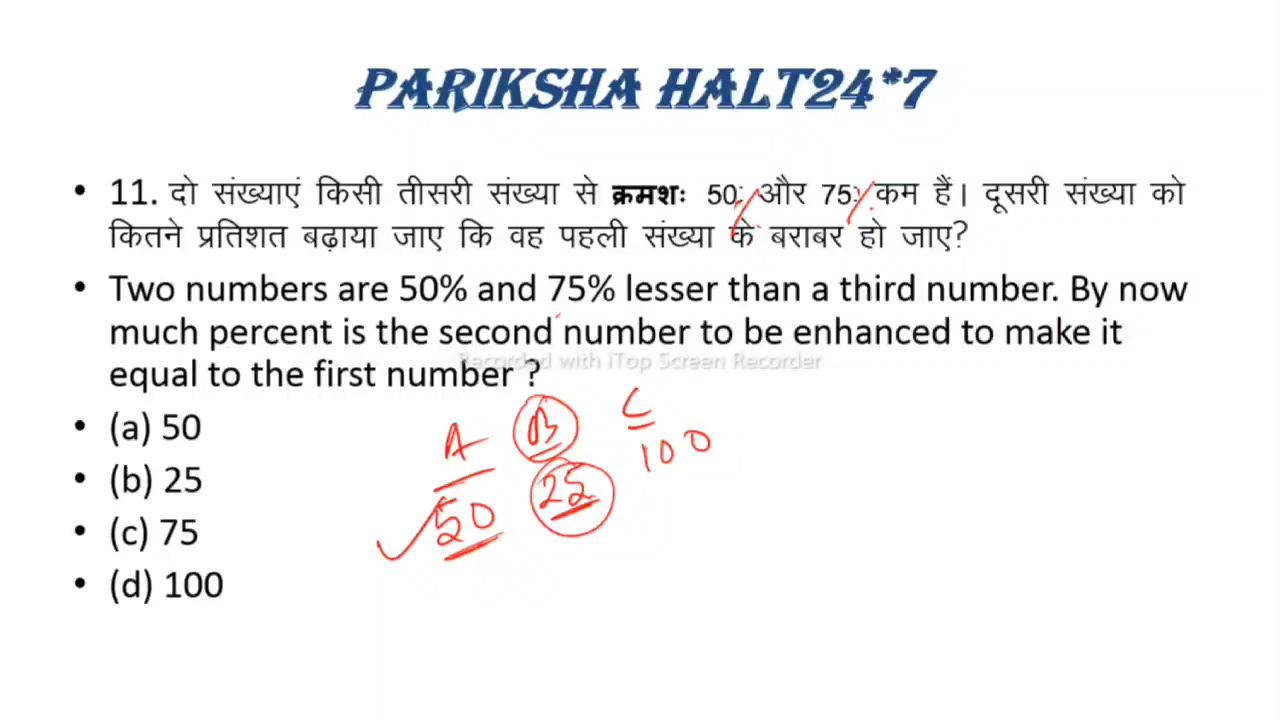 PARIKSHA HALT24*7
• 11. दो संख्याएं किसी तीसरी संख्या से क्रमशः 50: और 75: कम हैं। दूसरी संख्या को
कितने प्रतिशत बढ़ाया जाए कि वह पहली संख्या के बराबर हो जाए?
• Two numbers are 50% and 75% lesser than a third number. By now
much percent is the second number to be enhanced to make it
Recorded with iTop Screen Recorder
equal to the first number ?
• (a) 50
• (b) 25
• (c) 75
• (d) 100
A B C
50 25 100